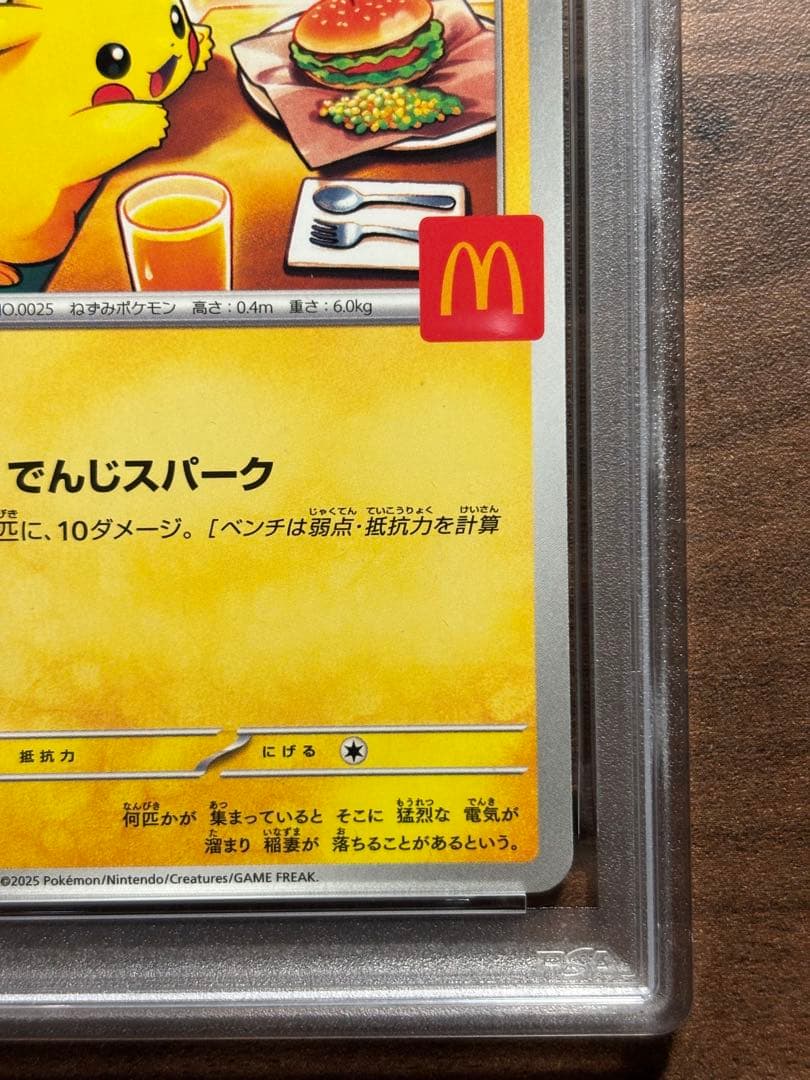 NO.0025 ねずみポケモン 高さ:0.4m 重さ:6.0kg
でんじスパーク
匹に、10ダメージ。[ベンチは弱点・抵抗力を計算
抵抗力
にげる
何匹かが 集まっていると そこに 猛烈な 電気が
溜まり 稲妻が 落ちることがあるという。
©2025 Pokémon/Nintendo/Creatures/GAME FREAK.
PSA